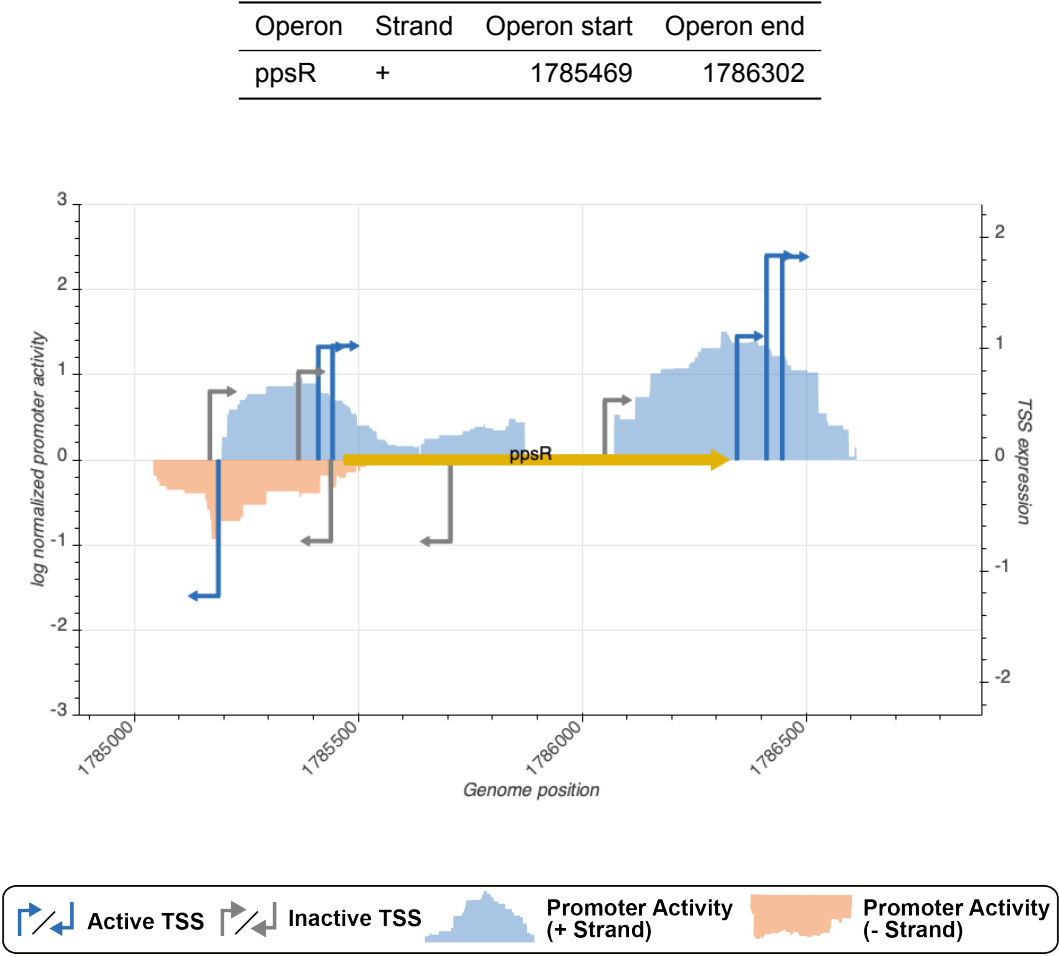 Operon Strand Operon start Operon end
ppsR + 1785469 1786302
3
2
1
0
-1
-2
-3
log normalized promoter activity
2
1
0
-1
-2
TSS expression
ppsR
1785000
1785500
1786000
1786500
Genome position
Active TSS
Inactive TSS
Promoter Activity
(+ Strand)
Promoter Activity
(- Strand)